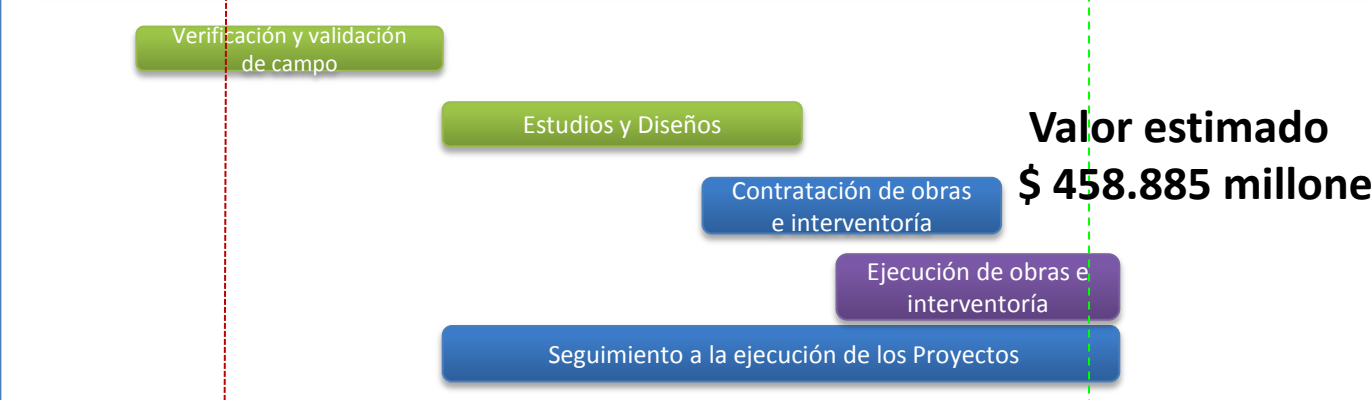 Verificación y validación
de campo
Estudios y Diseños
Valor estimado
$ 458.885 millone
Contratación de obras
e interventoría
Ejecución de obras e
interventoría
Seguimiento a la ejecución de los Proyectos